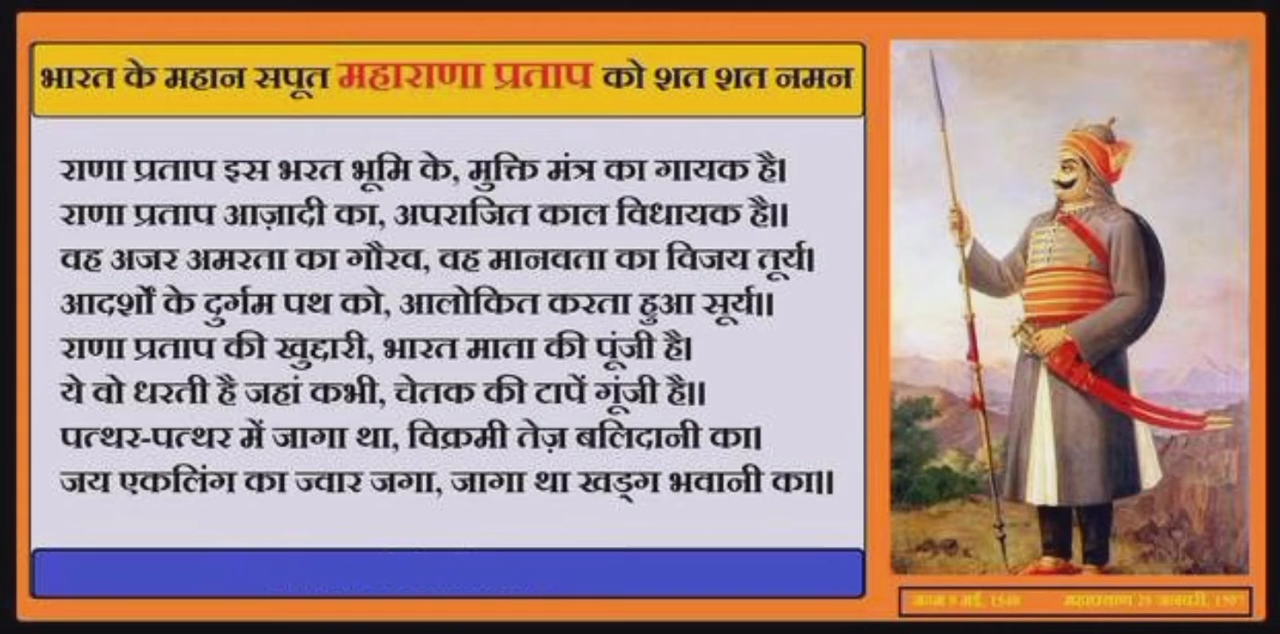 भारत के महान सपूत महाराणा प्रताप को शत शत नमन
राणा प्रताप इस भरत भूमि के, मुक्ति मंत्र का गायक है।
राणा प्रताप आज़ादी का, अपराजित काल विधायक है।।
वह अजर अमरता का गौरव, वह मानवता का विजय तूर्य।
आदर्शों के दुर्गम पथ को, आलोकित करता हुआ सूर्य।।
राणा प्रताप की खुद्दारी, भारत माता की पूंजी है।
ये वो धरती है जहां कभी, चेतक की टापें गूंजी है।।
पत्थर-पत्थर में जागा था, विक्रमी तेज़ बलिदानी का।
जय एकलिंग का ज्वार जगा, जागा था खड्ग भवानी का।।
9 मई, 1540 महाप्रयाण 29 जनवरी,